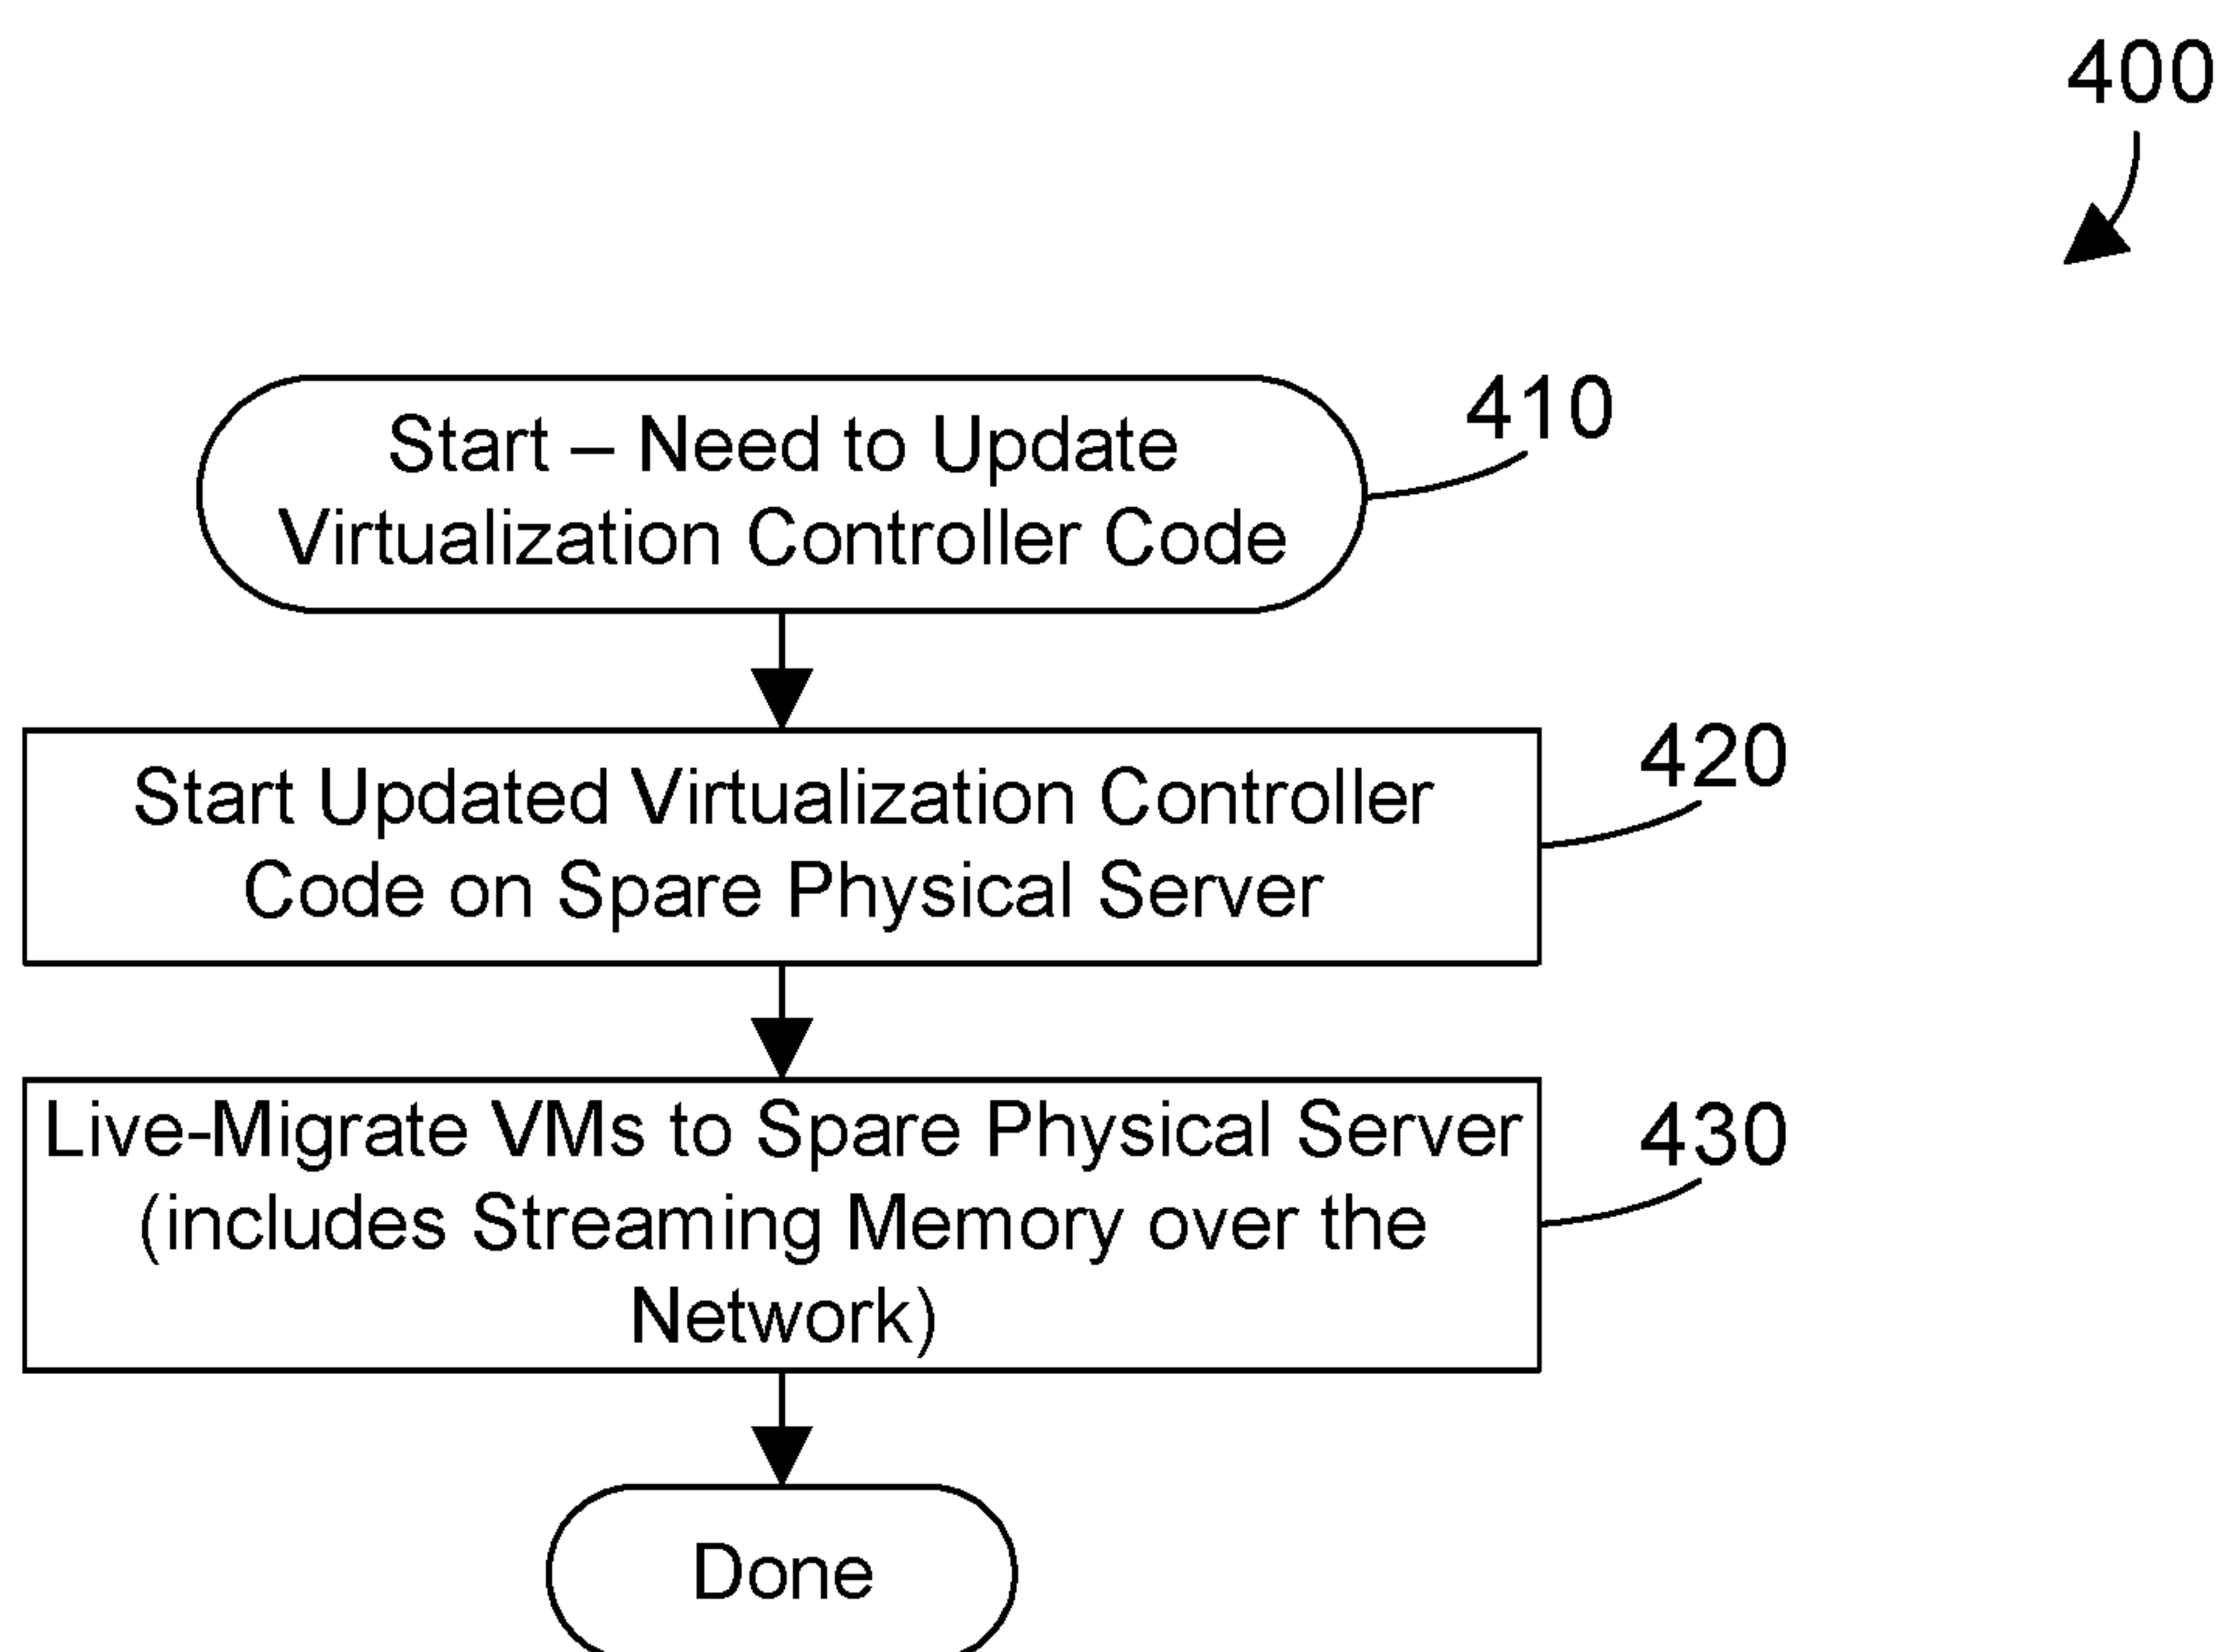 400
Start – Need to Update
Virtualization Controller Code
410
Start Updated Virtualization Controller
Code on Spare Physical Server
420
Live-Migrate VMs to Spare Physical Server
(includes Streaming Memory over the
Network)
430
Done